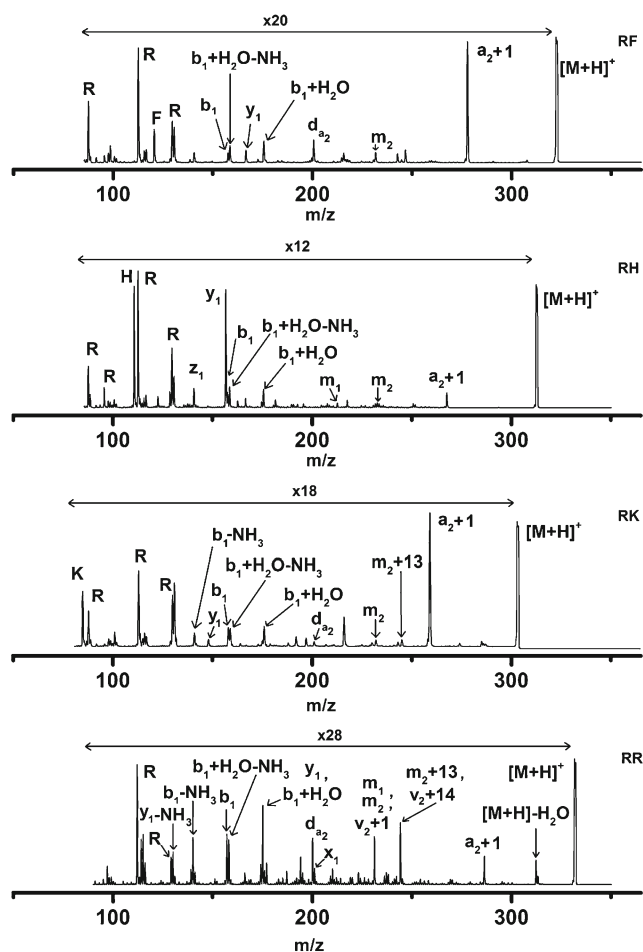 x20 RF
R R F R b₁ b₁+H₂O-NH₃ y₁ b₁+H₂O d_a₂ m₂ a₂+1 [M+H]⁺
100 200 300
m/z
x12 RH
R R H R R z₁ y₁ b₁ b₁+H₂O-NH₃ b₁+H₂O m₁ m₂ a₂+1 [M+H]⁺
100 200 300
m/z
x18 RK
K R R R b₁-NH₃ y₁ b₁ b₁+H₂O-NH₃ b₁+H₂O d_a₂ m₂ m₂+13 a₂+1 [M+H]⁺
100 200 300
m/z
x28 RR
R R y₁-NH₃ b₁-NH₃ b₁ b₁+H₂O-NH₃ y₁, b₁+H₂O d_a₂ x₁ m₁, m₂, v₂+1 m₂+13, v₂+14 a₂+1 [M+H]-H₂O [M+H]⁺
100 200 300
m/z